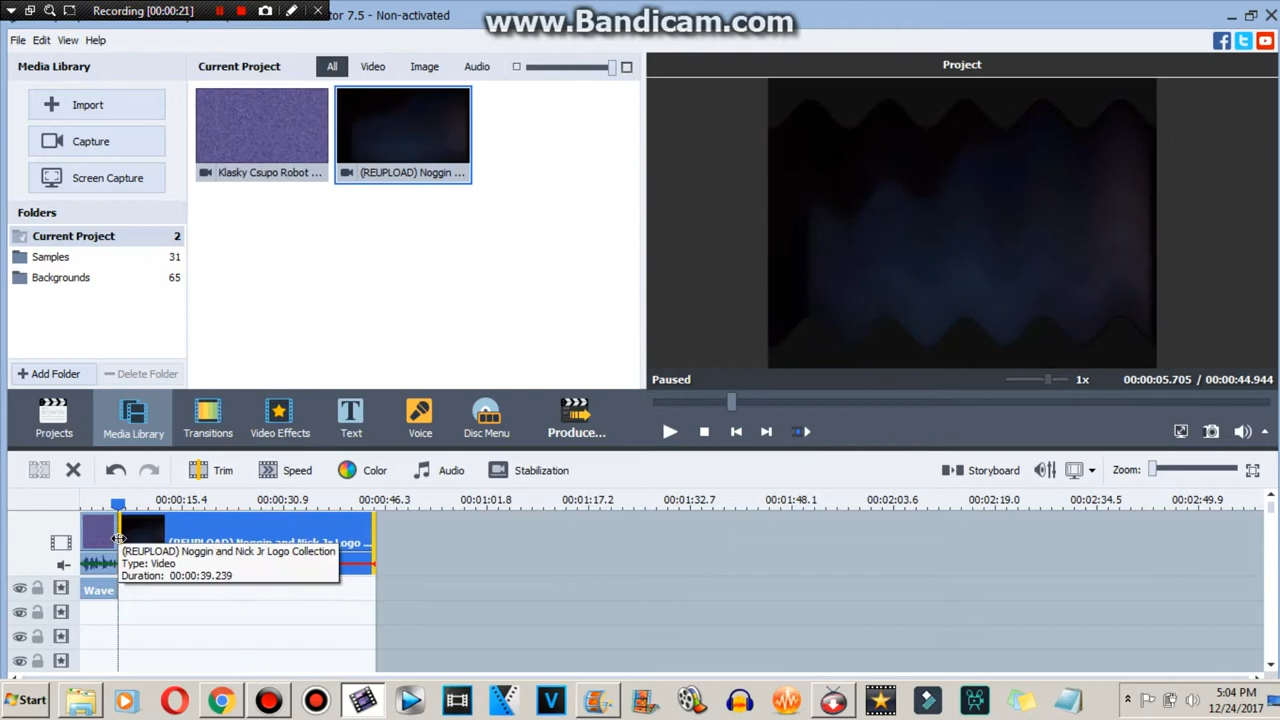 Recording [00:00:21]
tor 7.5 - Non-activated
www.Bandicam.com
File Edit View Help
Media Library
Import
Capture
Screen Capture
Folders
Current Project 2
Samples 31
Backgrounds 65
+ Add Folder
Delete Folder
Current Project All Video Image Audio
Klasky Csupo Robot ...
(REUPLOAD) Noggin ...
Project
Paused 1x 00:00:05.705 / 00:00:44.944
Projects
Media Library
Transitions
Video Effects
Text
Voice
Disc Menu
Produce...
Trim
Speed
Color
Audio
Stabilization
Storyboard
Zoom:
00:00:15.4 00:00:30.9 00:00:46.3 00:01:01.8 00:01:17.2 00:01:32.7 00:01:48.1 00:02:03.6 00:02:19.0 00:02:34.5 00:02:49.9
(REUPLOAD) Noggin and Nick Jr Logo Collection ...
(REUPLOAD) Noggin and Nick Jr Logo Collection
Type: Video
Duration: 00:00:39.239
Wave
Start
5:04 PM
12/24/2017